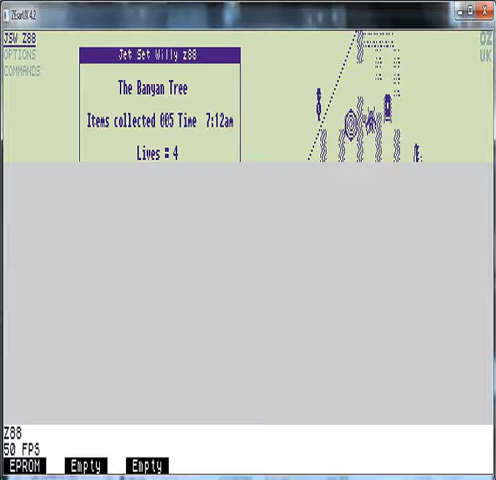 ZEsarUX 4.2
JSW Z88
OPTIONS
COMMANDS
OZ
UK
Jet Set Willy z88
The Banyan Tree
Items collected 005 Time 7:12am
Lives = 4
Z88
50 FPS
EPROM Empty Empty